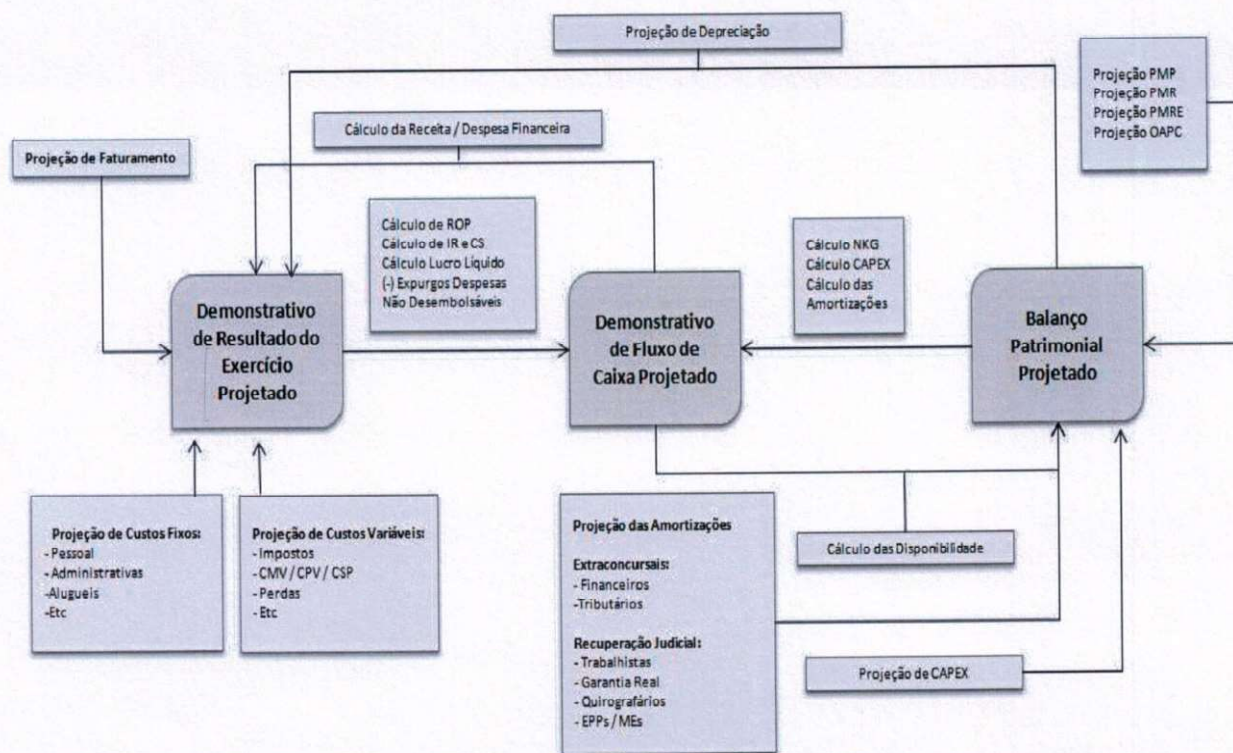 Projeção de Depreciação
Projeção PMP
Projeção PMR
Projeção PMRE
Projeção OAPC
Cálculo da Receita / Despesa Financeira
Projeção de Faturamento
Cálculo de ROP
Cálculo de IR e CS
Cálculo Lucro Líquido
(-) Expurgos Despesas
Não Desembolsáveis
Cálculo NKG
Cálculo CAPEX
Cálculo das
Amortizações
Demonstrativo
de Resultado do
Exercício
Projetado
Demonstrativo
de Fluxo de
Caixa Projetado
Balanço
Patrimonial
Projetado
Projeção de Custos Fixos:
- Pessoal
- Administrativas
- Alugueis
-Etc
Projeção de Custos Variáveis:
- Impostos
- CMV / CPV / CSP
- Perdas
- Etc
Projeção das Amortizações
Extraconcursais:
- Financeiros
-Tributários
Recuperação Judicial:
- Trabalhistas
- Garantia Real
- Quirografários
- EPPs / MEs
Cálculo das Disponibilidade
Projeção de CAPEX